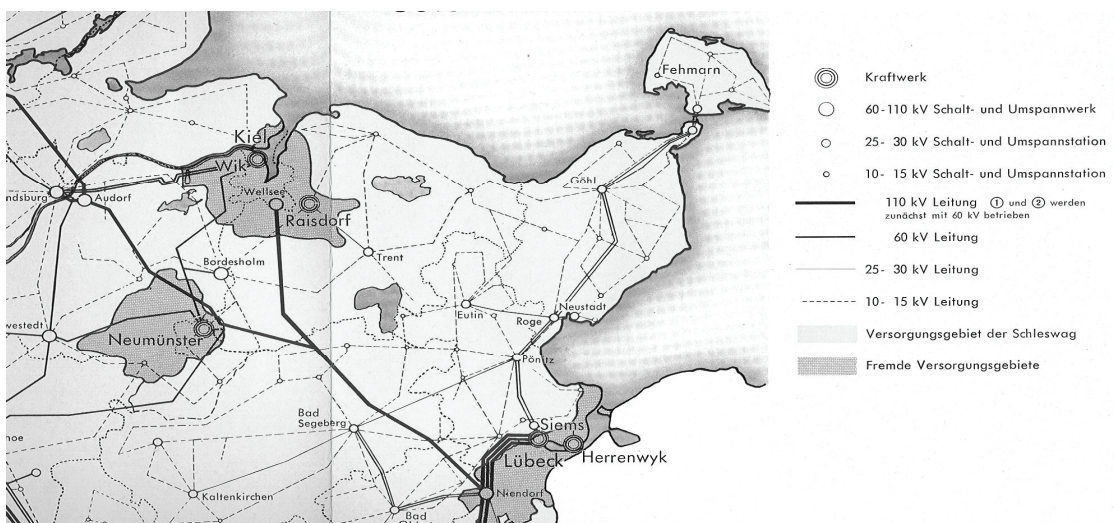 Fehmarn
Kiel
Wik
Göhl
ndsburg
Audorf
Wellsee
Raisdorf
Bordesholm
Trent
Eutin
Roge
Neustadt
westedt
Neumünster
Pönitz
Bad
Segeberg
Siems
noe
Lübeck
Herrenwyk
Kaltenkirchen
Niendorf
Bad
Kraftwerk
60-110 kV Schalt- und Umspannwerk
25- 30 kV Schalt- und Umspannstation
10- 15 kV Schalt- und Umspannstation
110 kV Leitung ① und ② werden
zunächst mit 60 kV betrieben
60 kV Leitung
25- 30 kV Leitung
10- 15 kV Leitung
Versorgungsgebiet der Schleswag
Fremde Versorgungsgebiete